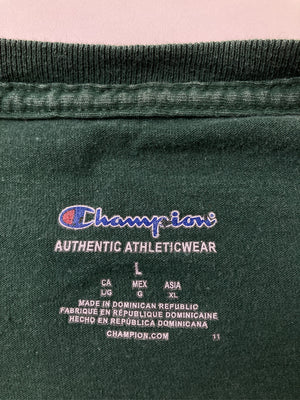 Champion
AUTHENTIC ATHLETICWEAR
L
CA MEX ASIA
L/G G XL
MADE IN DOMINICAN REPUBLIC
FABRIQUÉ EN RÉPUBLIQUE DOMINICAINE
HECHO EN REPÚBLICA DOMINICANA
CHAMPION.COM
11